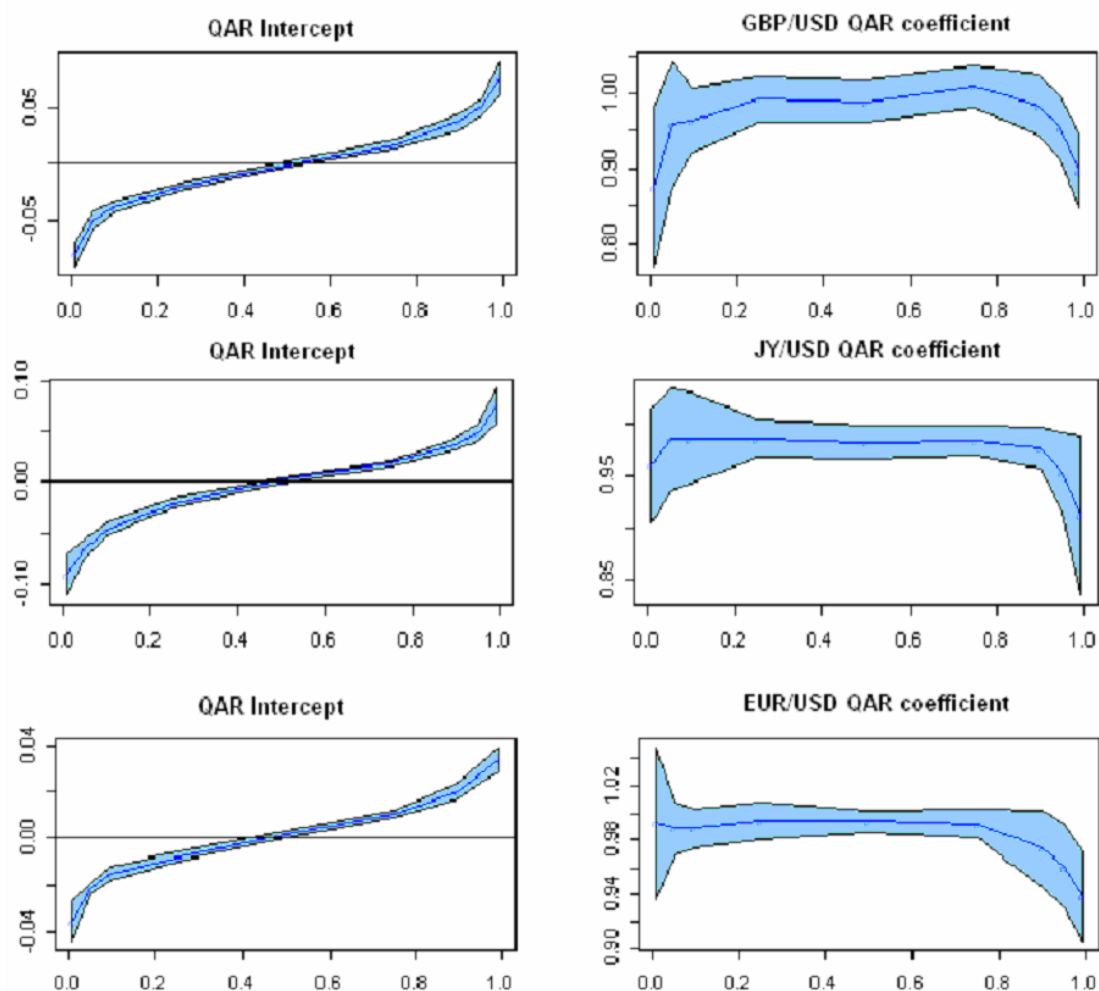 QAR Intercept
0.05
-0.05
0.0 0.2 0.4 0.6 0.8 1.0
GBP/USD QAR coefficient
1.00
0.90
0.80
0.0 0.2 0.4 0.6 0.8 1.0
QAR Intercept
0.10
0.00
-0.10
0.0 0.2 0.4 0.6 0.8 1.0
JY/USD QAR coefficient
0.95
0.85
0.0 0.2 0.4 0.6 0.8 1.0
QAR Intercept
0.04
0.00
-0.04
0.0 0.2 0.4 0.6 0.8 1.0
EUR/USD QAR coefficient
1.02
0.98
0.94
0.90
0.0 0.2 0.4 0.6 0.8 1.0